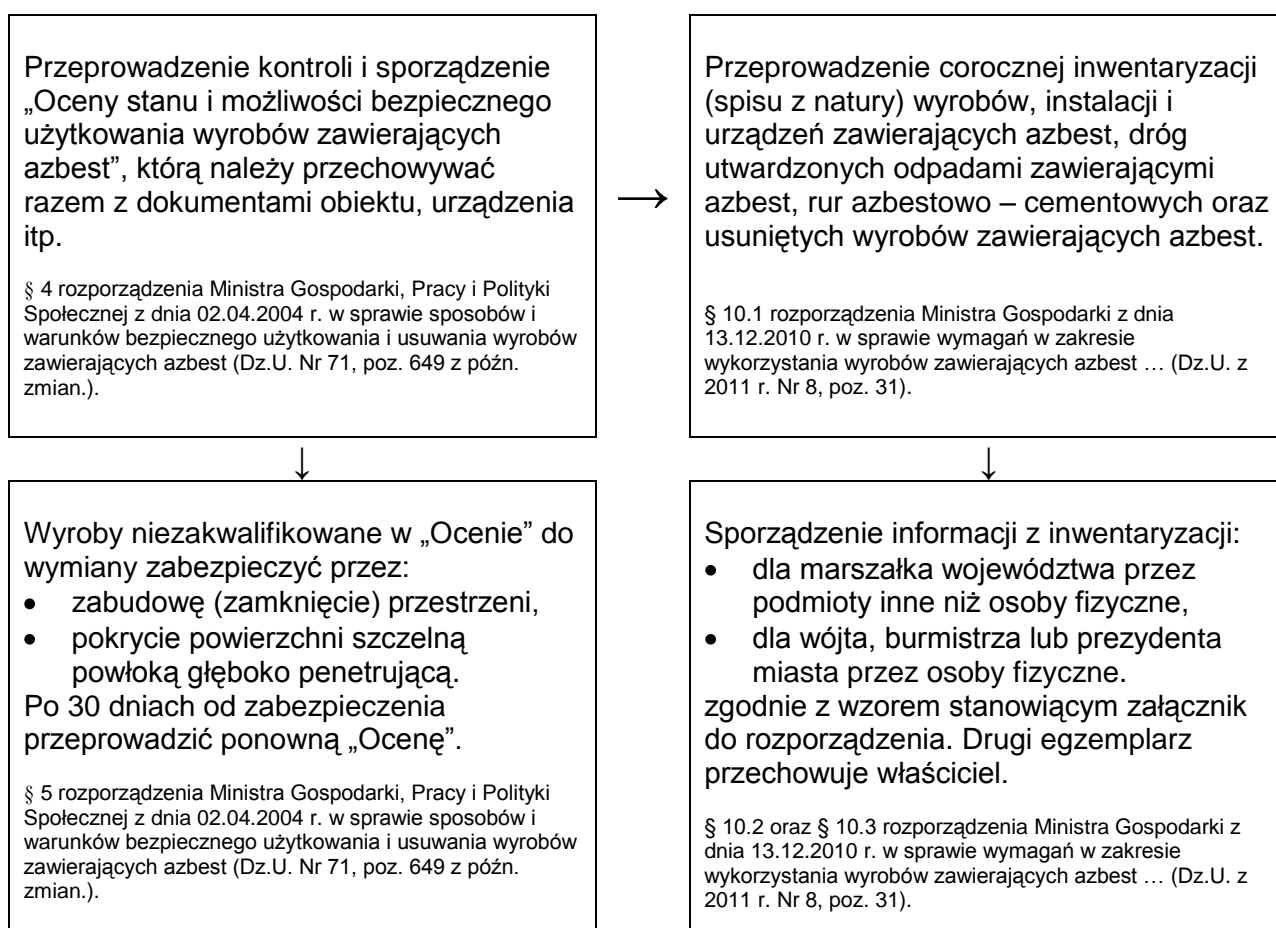 Przeprowadzenie kontroli i sporządzenie
„Oceny stanu i możliwości bezpiecznego
użytkowania wyrobów zawierających
azbest”, którą należy przechowywać
razem z dokumentami obiektu, urządzenia
itp.
§ 4 rozporządzenia Ministra Gospodarki, Pracy i Polityki
Społecznej z dnia 02.04.2004 r. w sprawie sposobów i
warunków bezpiecznego użytkowania i usuwania wyrobów
zawierających azbest (Dz.U. Nr 71, poz. 649 z późn.
zmian.).
→
Przeprowadzenie corocznej inwentaryzacji
(spisu z natury) wyrobów, instalacji i
urządzeń zawierających azbest, dróg
utwardzonych odpadami zawierającymi
azbest, rur azbestowo – cementowych oraz
usuniętych wyrobów zawierających azbest.
§ 10.1 rozporządzenia Ministra Gospodarki z dnia
13.12.2010 r. w sprawie wymagań w zakresie
wykorzystania wyrobów zawierających azbest … (Dz.U. z
2011 r. Nr 8, poz. 31).
↓
↓
Wyroby niezakwalifikowane w „Ocenie” do
wymiany zabezpieczyć przez:
• zabudowę (zamknięcie) przestrzeni,
• pokrycie powierzchni szczelną
powłoką głęboko penetrującą.
Po 30 dniach od zabezpieczenia
przeprowadzić ponowną „Ocenę”.
§ 5 rozporządzenia Ministra Gospodarki, Pracy i Polityki
Społecznej z dnia 02.04.2004 r. w sprawie sposobów i
warunków bezpiecznego użytkowania i usuwania wyrobów
zawierających azbest (Dz.U. Nr 71, poz. 649 z późn.
zmian.).
Sporządzenie informacji z inwentaryzacji:
• dla marszałka województwa przez
podmioty inne niż osoby fizyczne,
• dla wójta, burmistrza lub prezydenta
miasta przez osoby fizyczne.
zgodnie z wzorem stanowiącym załącznik
do rozporządzenia. Drugi egzemplarz
przechowuje właściciel.
§ 10.2 oraz § 10.3 rozporządzenia Ministra Gospodarki z
dnia 13.12.2010 r. w sprawie wymagań w zakresie
wykorzystania wyrobów zawierających azbest … (Dz.U. z
2011 r. Nr 8, poz. 31).